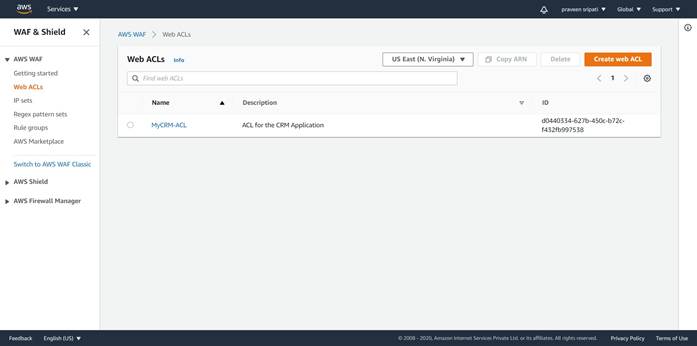 aws
Services
praveen sripati
Global
Support
WAF & Shield
AWS WAF
Getting started
Web ACLs
IP sets
Regex pattern sets
Rule groups
AWS Marketplace
Switch to AWS WAF Classic
AWS Shield
AWS Firewall Manager
AWS WAF > Web ACLs
Web ACLs Info
US East (N. Virginia)
Copy ARN
Delete
Create web ACL
Find web ACLs
1
Name Description ID
MyCRM-ACL ACL for the CRM Application d0440334-627b-450c-b72c-
f432fb997538
Feedback English (US) © 2008 - 2020, Amazon Internet Services Private Ltd. or its affiliates. All rights reserved. Privacy Policy Terms of Use